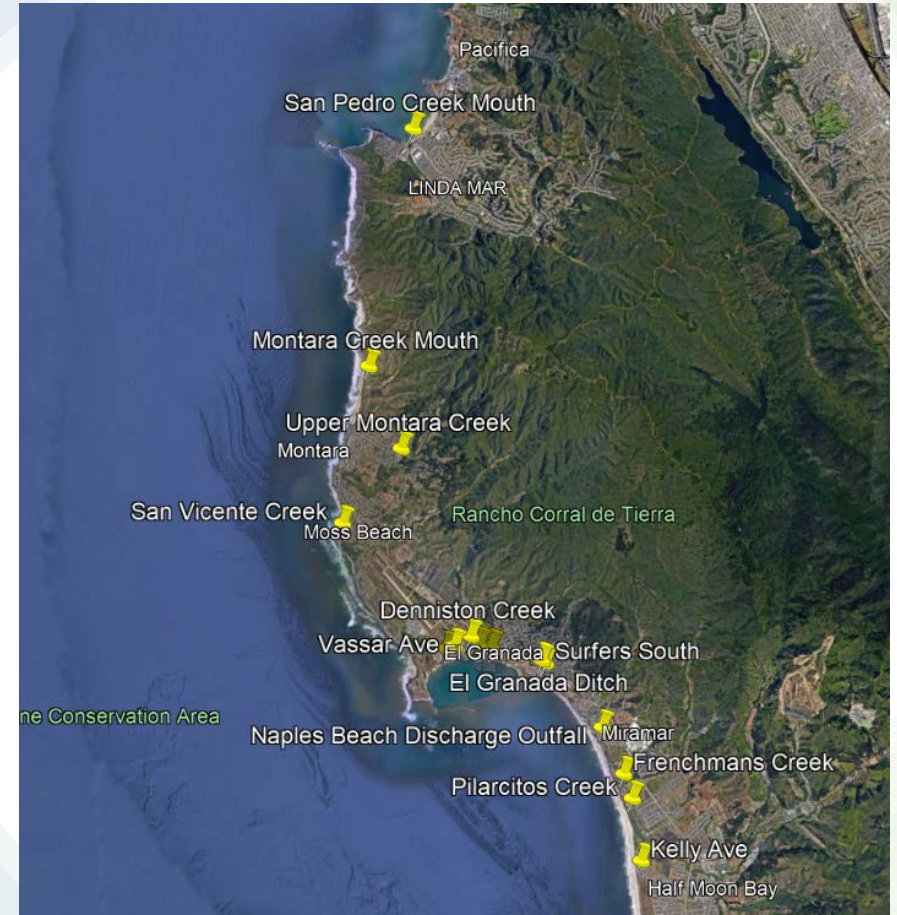 Pacifica
San Pedro Creek Mouth
LINDA MAR
Montara Creek Mouth
Upper Montara Creek
Montara
San Vicente Creek
Moss Beach
Rancho Corral de Tierra
Denniston Creek
Vassar Ave
El Granada
Surfers South
El Granada Ditch
ne Conservation Area
Naples Beach Discharge Outfall
Miramar
Frenchmans Creek
Pilarcitos Creek
Kelly Ave
Half Moon Bay